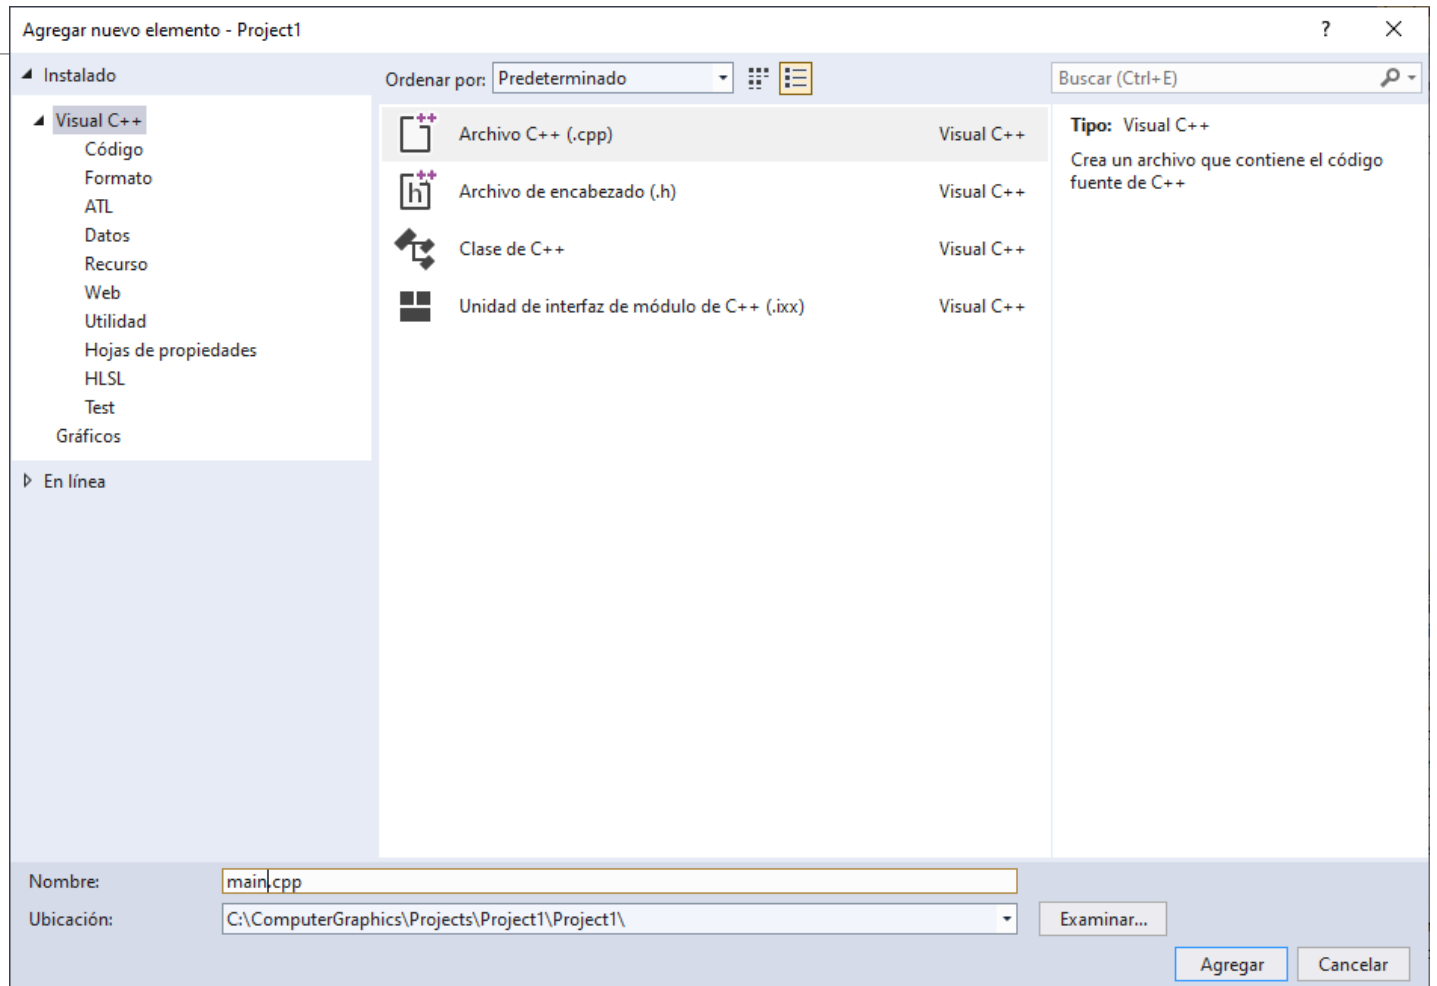 Agregar nuevo elemento - Project1
?
Instalado
Ordenar por: Predeterminado
Buscar (Ctrl+E)
Visual C++
Código
Formato
ATL
Datos
Recurso
Web
Utilidad
Hojas de propiedades
HLSL
Test
Gráficos
En línea
Archivo C++ (.cpp) Visual C++
Archivo de encabezado (.h) Visual C++
Clase de C++ Visual C++
Unidad de interfaz de módulo de C++ (.ixx) Visual C++
Tipo: Visual C++
Crea un archivo que contiene el código
fuente de C++
Nombre: main.cpp
Ubicación: C:\ComputerGraphics\Projects\Project1\Project1\
Examinar...
Agregar Cancelar